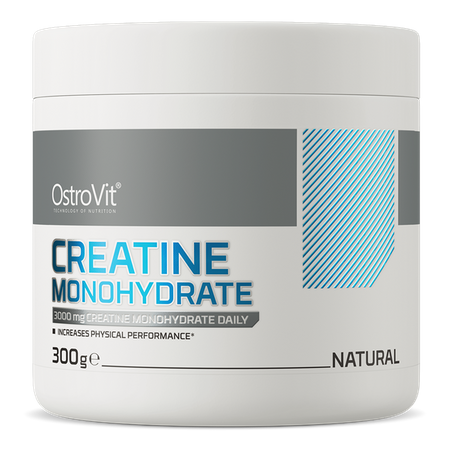 OstroVit®
TECHNOLOGY OF NUTRITION
CREATINE
MONOHYDRATE
3000 mg CREATINE MONOHYDRATE DAILY
▪ INCREASES PHYSICAL PERFORMANCE*
300g℮
NATURAL